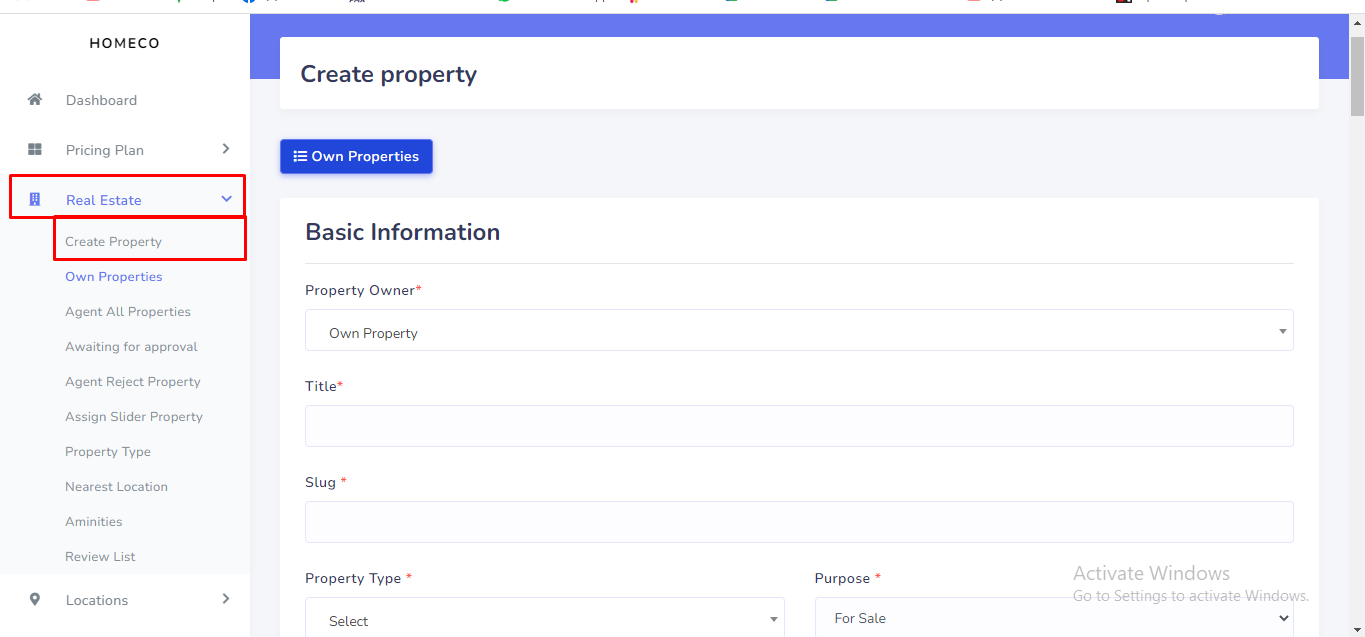 HOMECO
Dashboard
Pricing Plan
Real Estate
Create Property
Own Properties
Agent All Properties
Awaiting for approval
Agent Reject Property
Assign Slider Property
Property Type
Nearest Location
Aminities
Review List
Locations
Create property
Own Properties
Basic Information
Property Owner*
Own Property
Title*
Slug *
Property Type *
Select
Purpose *
For Sale
Activate Windows
Go to Settings to activate Windows.